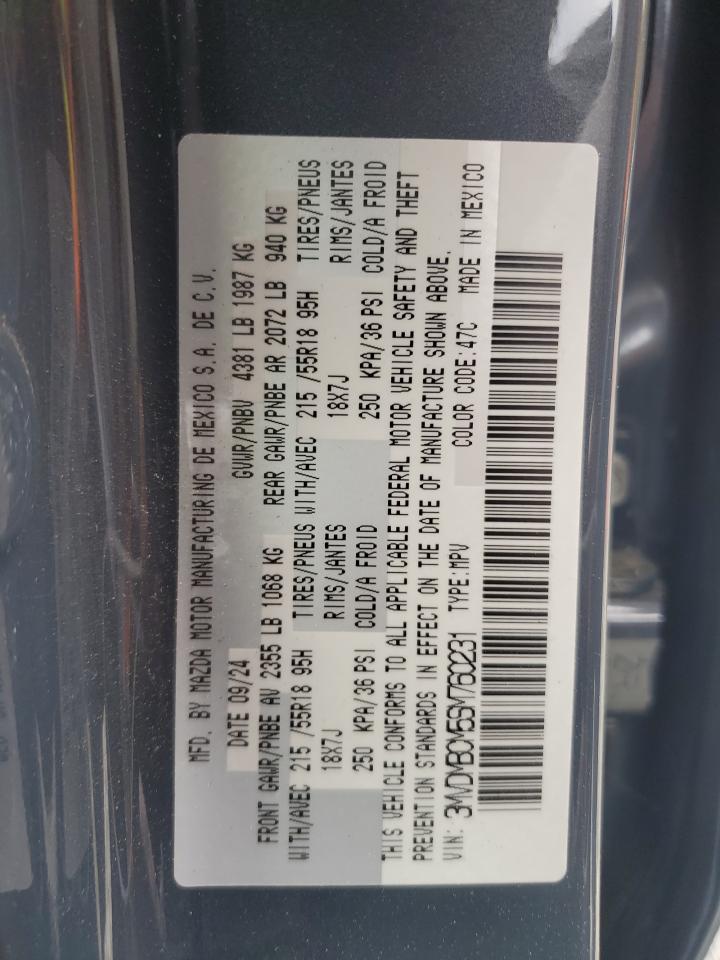 MFD. BY MAZDA MOTOR MANUFACTURING DE MEXICO S.A. DE C.V.
DATE 09/24 GVWR/PNBV 4381 LB 1987 KG
FRONT GAWR/PNBE AV 2355 LB 1068 KG REAR GAWR/PNBE AR 2072 LB 940 KG
WITH/AVEC 215 /55R18 95H TIRES/PNEUS WITH/AVEC 215 /55R18 95H TIRES/PNEUS
18X7J RIMS/JANTES 18X7J RIMS/JANTES
250 KPA/36 PSI COLD/A FROID 250 KPA/36 PSI COLD/A FROID
THIS VEHICLE CONFORMS TO ALL APPLICABLE FEDERAL MOTOR VEHICLE SAFETY AND THEFT
PREVENTION STANDARDS IN EFFECT ON THE DATE OF MANUFACTURE SHOWN ABOVE.
VIN: 3MVDMBCM5SM760231 TYPE:MPV COLOR CODE:47C MADE IN MEXICO